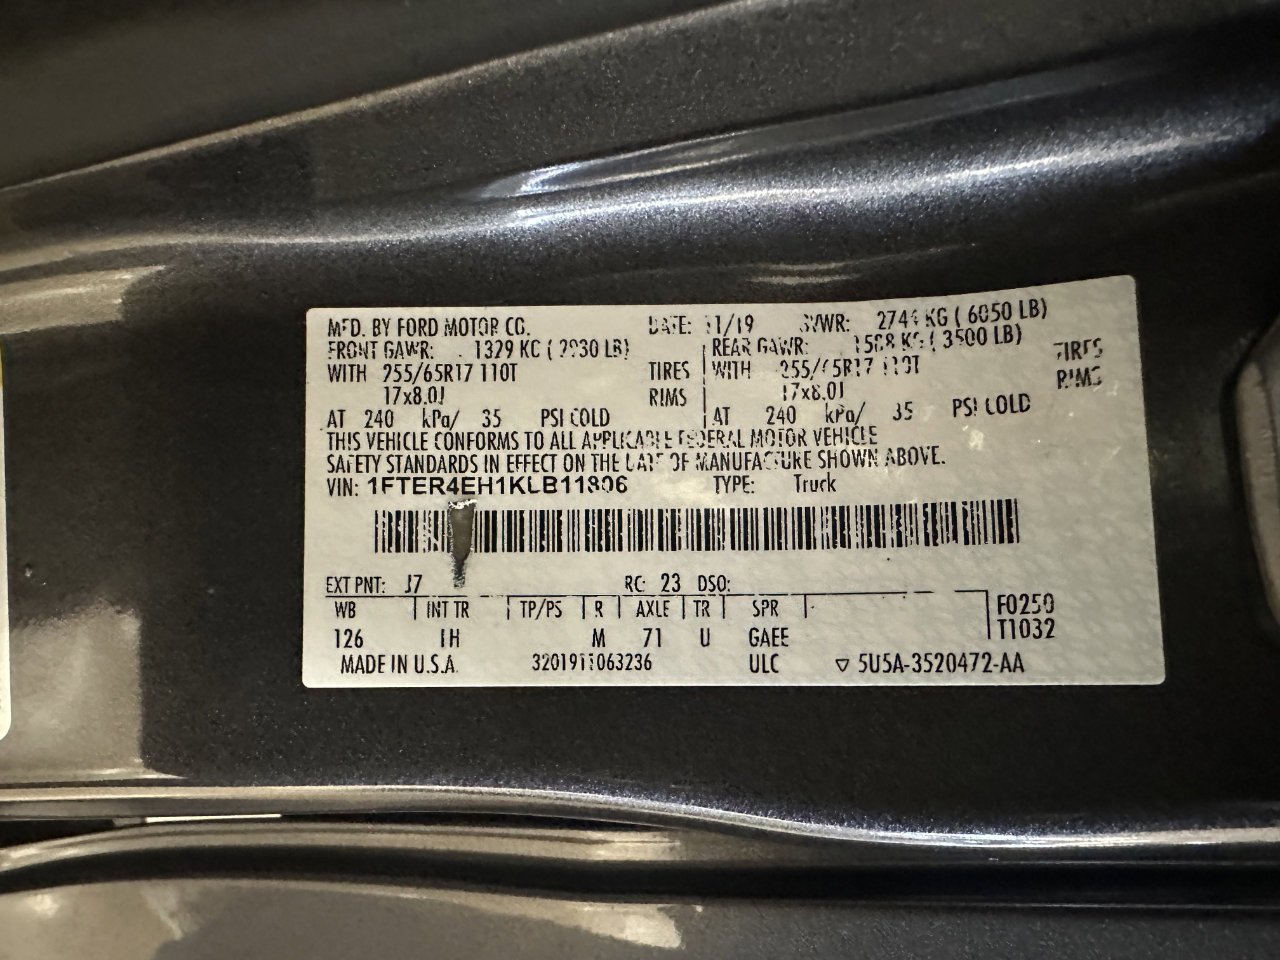 MFD. BY FORD MOTOR CO. DATE: 11/19 GVWR: 2744 KG ( 6050 LB)
FRONT GAWR: 1329 KG ( 2930 LB) REAR GAWR: 1588 KG ( 3500 LB)
WITH 255/65R17 110T TIRES WITH 255/65R17 110T TIRES
17x8.0J RIMS 17x8.0J RIMS
AT 240 kPa/ 35 PSI COLD AT 240 kPa/ 35 PSI COLD
THIS VEHICLE CONFORMS TO ALL APPLICABLE FEDERAL MOTOR VEHICLE
SAFETY STANDARDS IN EFFECT ON THE DATE OF MANUFACTURE SHOWN ABOVE.
VIN: TYPE: Truck
EXT PNT: J7 RC: 23 DSO:
WB INT TR TP/PS R AXLE TR SPR F0250
126 IH M 71 U GAEE T1032
MADE IN U.S.A. 3201911063236 ULC ▽ 5U5A-3520472-AA